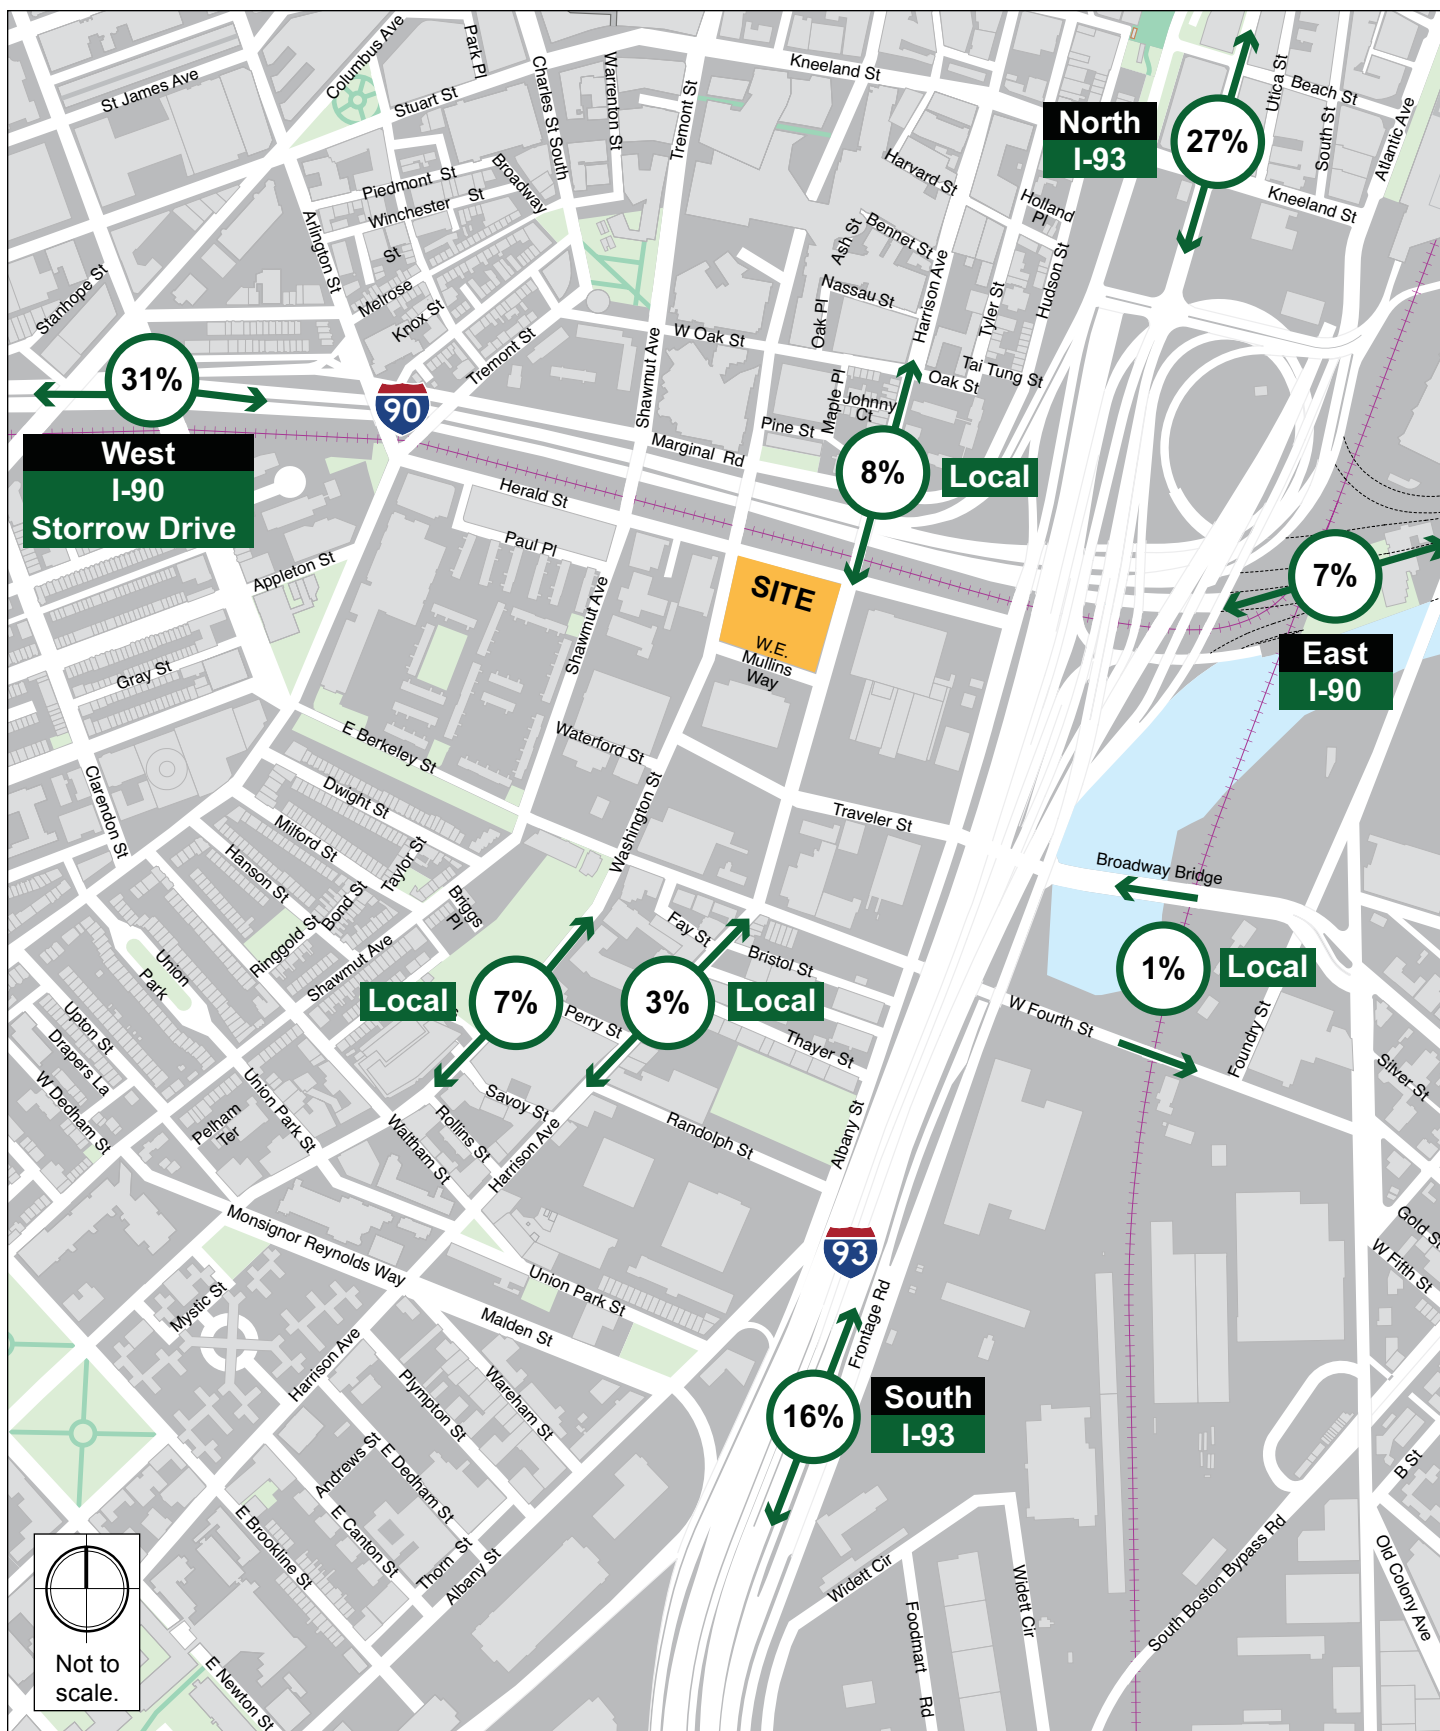 St James Ave
Columbus Ave
Park Pl
Stuart St
Charles St South
Warrenton St
Tremont St
Kneeland St
Utica St
Beach St
South St
Atlantic Ave
North
I-93
27%
Kneeland St
Piedmont St
Winchester St
Broadway
Arlington St
St
Melrose
Knox St
Tremont St
Stanhope St
Harvard St
Holland
Pl
Bennet St
Ash St
Nassau St
Oak Pl
Harrison Ave
Tyler St
Hudson St
W Oak St
Tai Tung St
Oak St
Shawmut Ave
Maple Pl
Johnny
Ct
Pine St
Marginal Rd
31%
West
I-90
Storrow Drive
90
8%
Local
Herald St
Paul Pl
Appleton St
Shawmut Ave
SITE
W.E.
Mullins
Way
7%
East
I-90
Gray St
E Berkeley St
Waterford St
Washington St
Traveler St
Broadway Bridge
Clarendon St
Dwight St
Milford St
Hanson St
Taylor St
Bond St
Ringgold St
Shawmut Ave
Briggs
Pl
Union
Park
Fay St
Bristol St
Local
7%
3%
Local
1%
Local
Perry St
Thayer St
W Fourth St
Foundry St
Silver St
Upton St
Drapers La
W Dedham St
Union Park St
Pelham
Ter
Savoy St
Rollins St
Waltham St
Harrison Ave
Randolph St
Albany St
Monsignor Reynolds Way
Union Park St
Malden St
Mystic St
Harrison Ave
93
Frontage Rd
Gold St
W Fifth St
Plympton St
Wareham St
16%
South
I-93
Andrews St
E Dedham St
E Canton St
E Brookline St
Thorn St
Albany St
B St
Widett Cir
Widett Cir
Foodmart Rd
South Boston Bypass Rd
Old Colony Ave
E Newton St
Not to
scale.